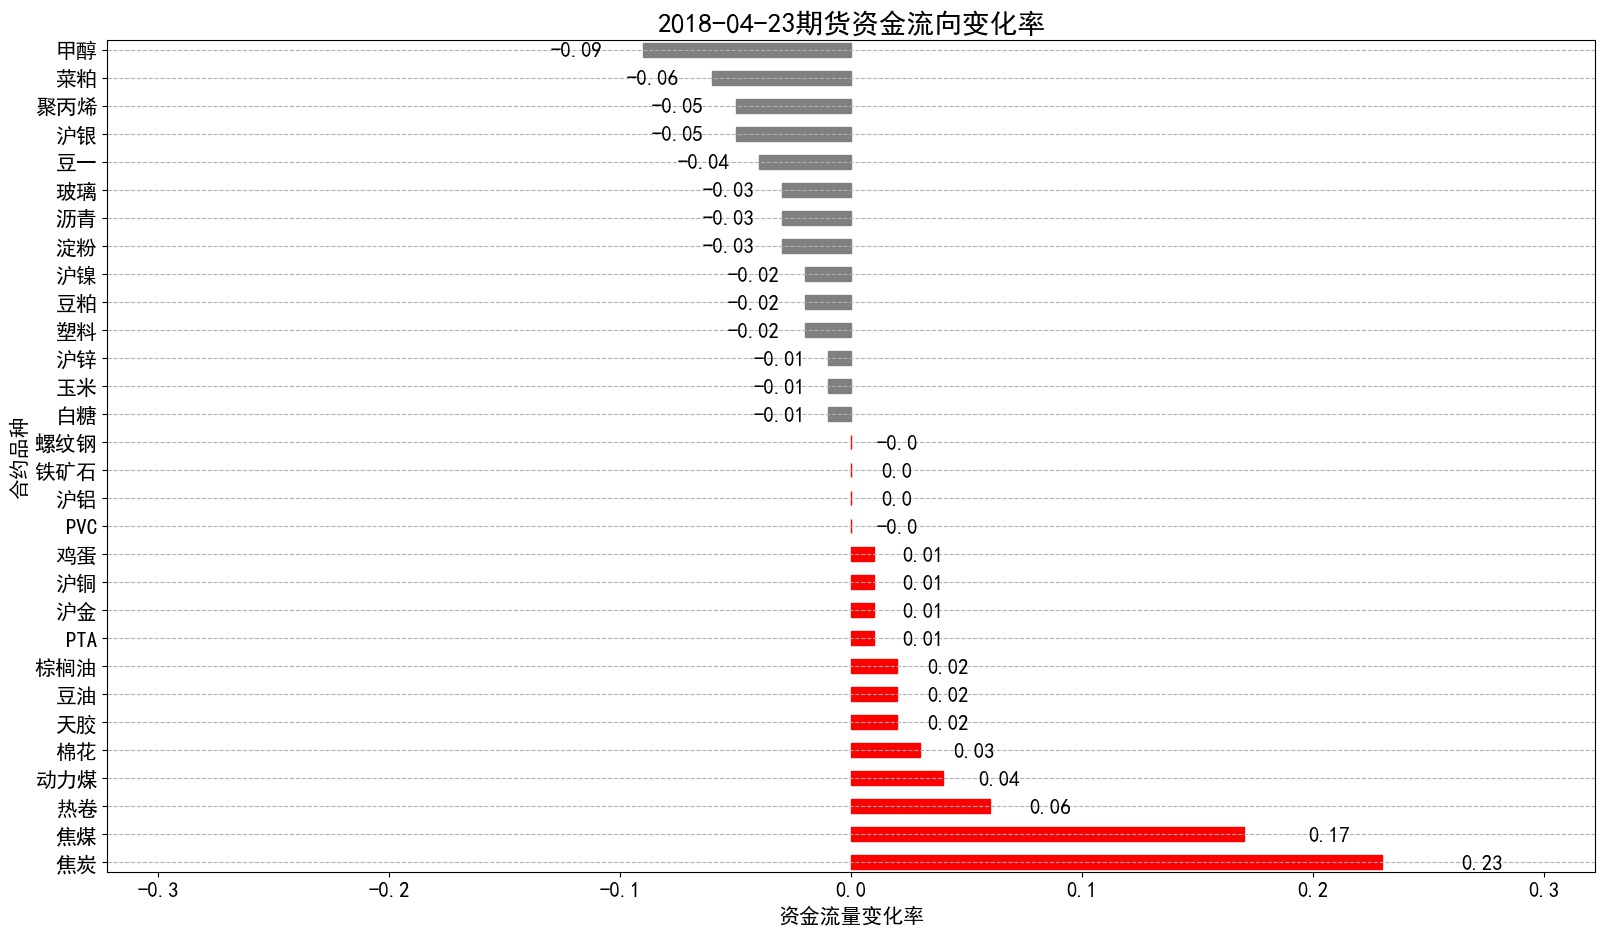 2018-04-23期货资金流向变化率
甲醇 -0.09
菜粕 -0.06
聚丙烯 -0.05
沪银 -0.05
豆一 -0.04
玻璃 -0.03
沥青 -0.03
淀粉 -0.03
沪镍 -0.02
豆粕 -0.02
塑料 -0.02
沪锌 -0.01
玉米 -0.01
白糖 -0.01
螺纹钢 -0.0
铁矿石 0.0
沪铝 0.0
PVC -0.0
鸡蛋 0.01
沪铜 0.01
沪金 0.01
PTA 0.01
棕榈油 0.02
豆油 0.02
天胶 0.02
棉花 0.03
动力煤 0.04
热卷 0.06
焦煤 0.17
焦炭 0.23
合约品种
-0.3 -0.2 -0.1 0.0 0.1 0.2 0.3
资金流量变化率